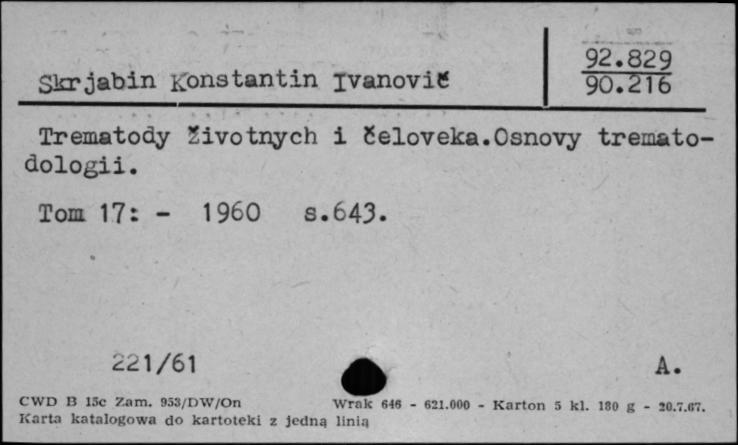 92.829
Skrjabin Konstantin Ivanovič
90.216
Trematody životnych i čeloveka.Osnovy tremato-
dologii.
Tom 17: - 1960 s.643.
221/61
A.
CWD B 15c Zam. 953/DW/On Wrak 646 - 621.000 - Karton 5 kl. 180 g - 20.7.67.
Karta katalogowa do kartoteki z jedną linią